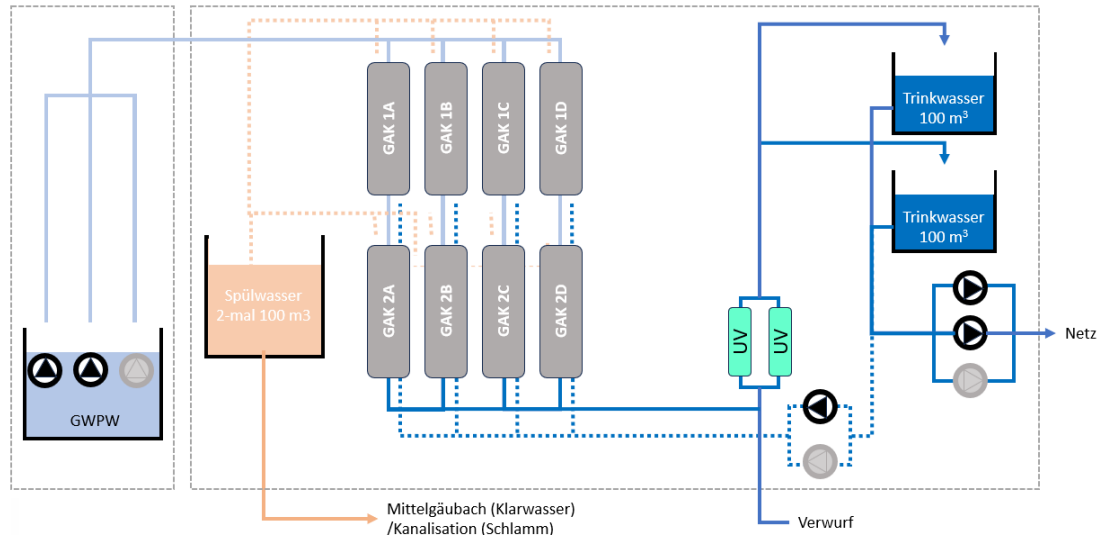 GAK 1A
GAK 1B
GAK 1C
GAK 1D
Trinkwasser
100 m³
Trinkwasser
100 m³
Spülwasser
2-mal 100 m3
GAK 2A
GAK 2B
GAK 2C
GAK 2D
UV
UV
Netz
GWPW
Mittelgäubach (Klarwasser)
/Kanalisation (Schlamm)
Verwurf